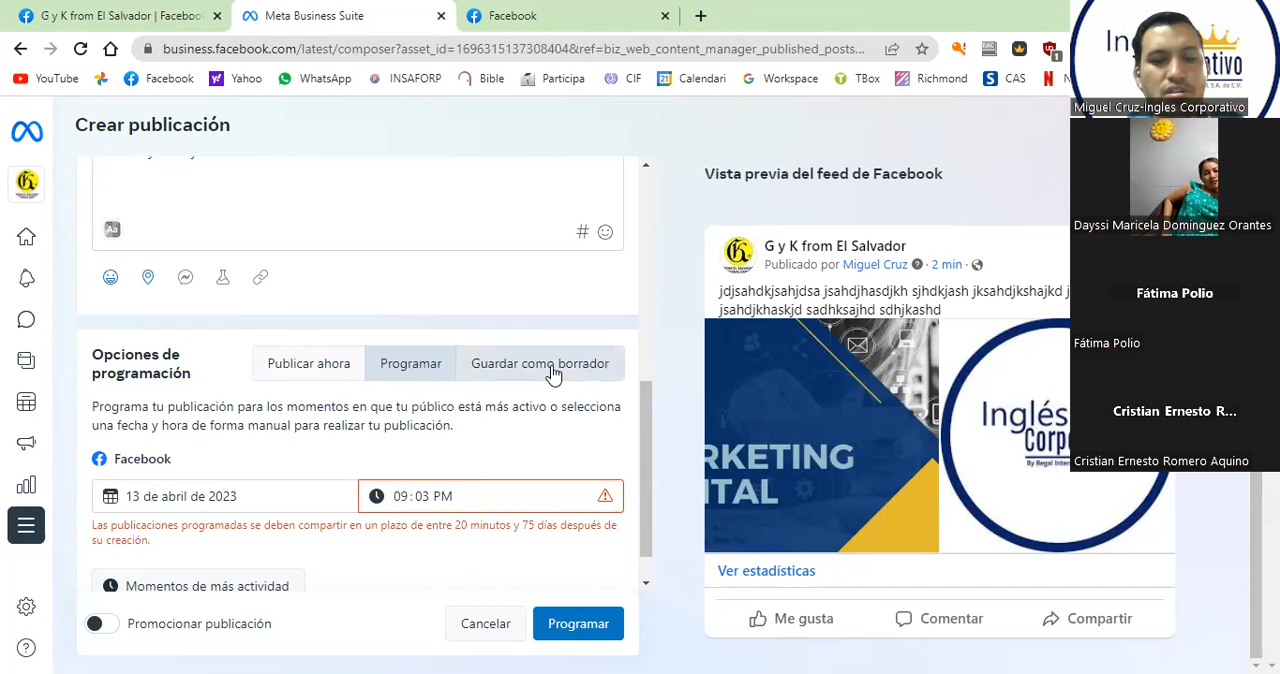 G y K from El Salvador | Facebook
Meta Business Suite
Facebook
business.facebook.com/latest/composer?asset_id=169631513730840​4&ref=biz_web_content_manager_published_posts...
YouTube
Facebook
Yahoo
WhatsApp
INSAFORP
Bible
Participa
CIF
Calendari
Workspace
TBox
Richmond
CAS
Crear publicación
Vista previa del feed de Facebook
Aa
#
G y K from El Salvador
Publicado por Miguel Cruz · 2 min ·
jdjsahdkjsahjdsa jsahdjhasdjkh sjhdkjash jksahdjkshajkd
jsahdjkhaskjd sadhksajhd sdhjkashd
Opciones de
programación
Publicar ahora
Programar
Guardar como borrador
Programa tu publicación para los momentos en que tu público está más activo o selecciona
una fecha y hora de forma manual para realizar tu publicación.
Facebook
13 de abril de 2023
09:03 PM
Las publicaciones programadas se deben compartir en un plazo de entre 20 minutos y 75 días después de
su creación.
Momentos de más actividad
Promocionar publicación
Cancelar
Programar
RKETING
ITAL
Inglés
Corp
By Regal Inter
Ver estadísticas
Me gusta
Comentar
Compartir
Miguel Cruz-Ingles Corporativo
Dayssi Maricela Dominguez Orantes
Fátima Polio
Fátima Polio
Cristian Ernesto R...
Cristian Ernesto Romero Aquino